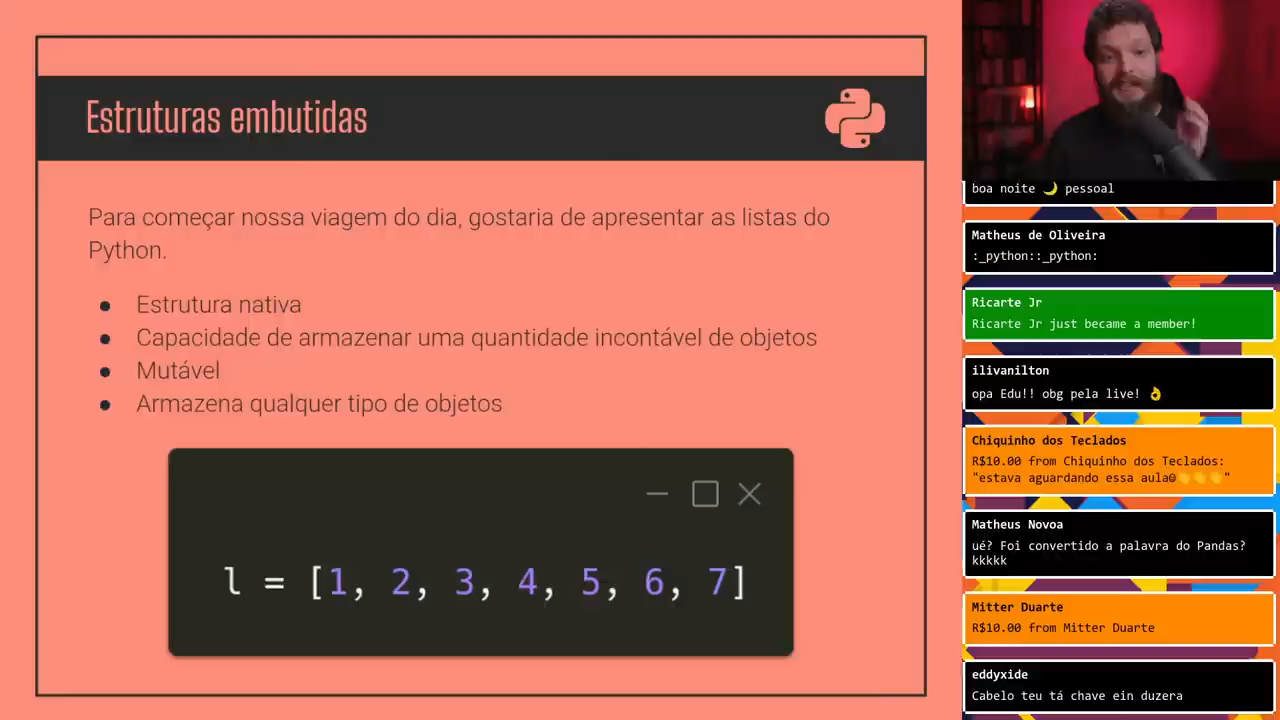 Estruturas embutidas
Para começar nossa viagem do dia, gostaria de apresentar as listas do
Python.
● Estrutura nativa
● Capacidade de armazenar uma quantidade incontável de objetos
● Mutável
● Armazena qualquer tipo de objetos
l = [1, 2, 3, 4, 5, 6, 7]
boa noite 🌙 pessoal
Matheus de Oliveira
:_python::_python:
Ricarte Jr
Ricarte Jr just became a member!
ilivanilton
opa Edu!! obg pela live! 👌
Chiquinho dos Teclados
R$10.00 from Chiquinho dos Teclados:
"estava aguardando essa aula😃👏👏👏"
Matheus Novoa
ué? Foi convertido a palavra do Pandas?
kkkkk
Mitter Duarte
R$10.00 from Mitter Duarte
eddyxide
Cabelo teu tá chave ein duzera